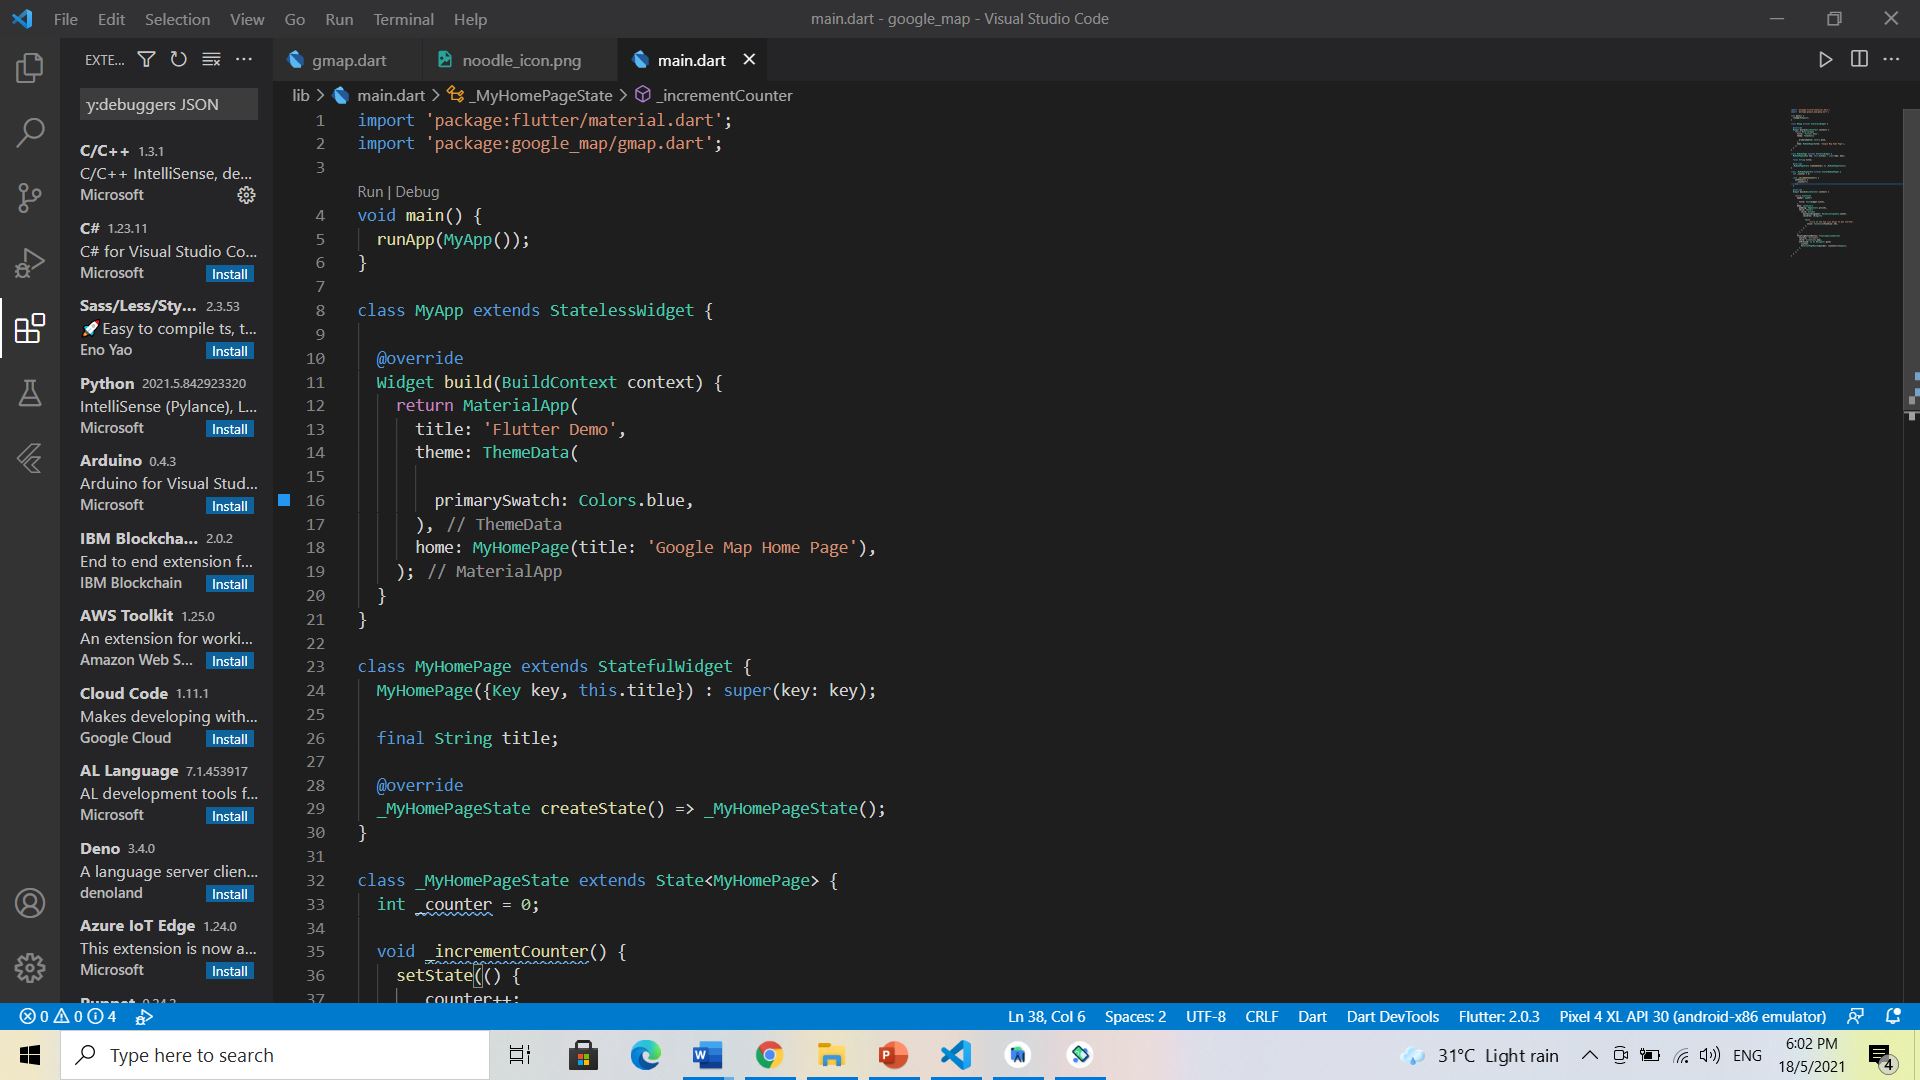 File Edit Selection View Go Run Terminal Help
main.dart - google_map - Visual Studio Code
EXTE...
gmap.dart
noodle_icon.png
main.dart
y:debuggers JSON
lib > main.dart > _MyHomePageState > _incrementCounter
C/C++ 1.3.1
C/C++ IntelliSense, de...
Microsoft
C# 1.23.11
C# for Visual Studio Co...
Microsoft Install
Sass/Less/Sty... 2.3.53
🚀Easy to compile ts, t...
Eno Yao Install
Python 2021.5.842923320
IntelliSense (Pylance), L...
Microsoft Install
Arduino 0.4.3
Arduino for Visual Stud...
Microsoft Install
IBM Blockcha... 2.0.2
End to end extension f...
IBM Blockchain Install
AWS Toolkit 1.25.0
An extension for worki...
Amazon Web S... Install
Cloud Code 1.11.1
Makes developing with...
Google Cloud Install
AL Language 7.1.453917
AL development tools f...
Microsoft Install
Deno 3.4.0
A language server clien...
denoland Install
Azure IoT Edge 1.24.0
This extension is now a...
Microsoft Install
1 import 'package:flutter/material.dart';
2 import 'package:google_map/gmap.dart';
3
Run | Debug
4 void main() {
5 runApp(MyApp());
6 }
7
8 class MyApp extends StatelessWidget {
9
10 @override
11 Widget build(BuildContext context) {
12 return MaterialApp(
13 title: 'Flutter Demo',
14 theme: ThemeData(
15
16 primarySwatch: Colors.blue,
17 ), // ThemeData
18 home: MyHomePage(title: 'Google Map Home Page'),
19 ); // MaterialApp
20 }
21 }
22
23 class MyHomePage extends StatefulWidget {
24 MyHomePage({Key key, this.title}) : super(key: key);
25
26 final String title;
27
28 @override
29 _MyHomePageState createState() => _MyHomePageState();
30 }
31
32 class _MyHomePageState extends State<MyHomePage> {
33 int _counter = 0;
34
35 void _incrementCounter() {
36 setState(() {
37 _counter++;
0 0 4
Ln 38, Col 6 Spaces: 2 UTF-8 CRLF Dart Dart DevTools Flutter: 2.0.3 Pixel 4 XL API 30 (android-x86 emulator)
Type here to search
31°C Light rain
ENG
6:02 PM
18/5/2021
4